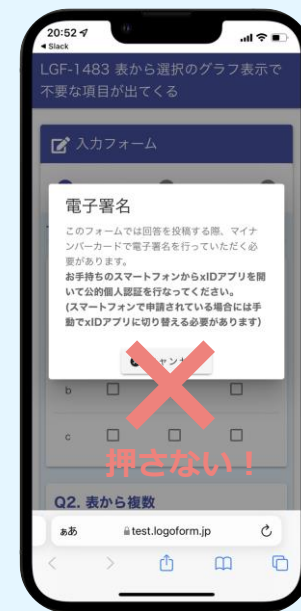 20:52
◀ Slack
LGF-1483 表から選択のグラフ表示で
不要な項目が出てくる
入力フォーム
電子署名
このフォームでは回答を投稿する際、マイナ
ンバーカードで電子署名を行っていただく必
要があります。
お手持ちのスマートフォンからxIDアプリを開
いて公的個人認証を行なってください。
(スマートフォンで申請されている場合には手
動でxIDアプリに切り替える必要があります)
b
c
押さない！
Q2. 表から複数
ぁあ
test.logoform.jp